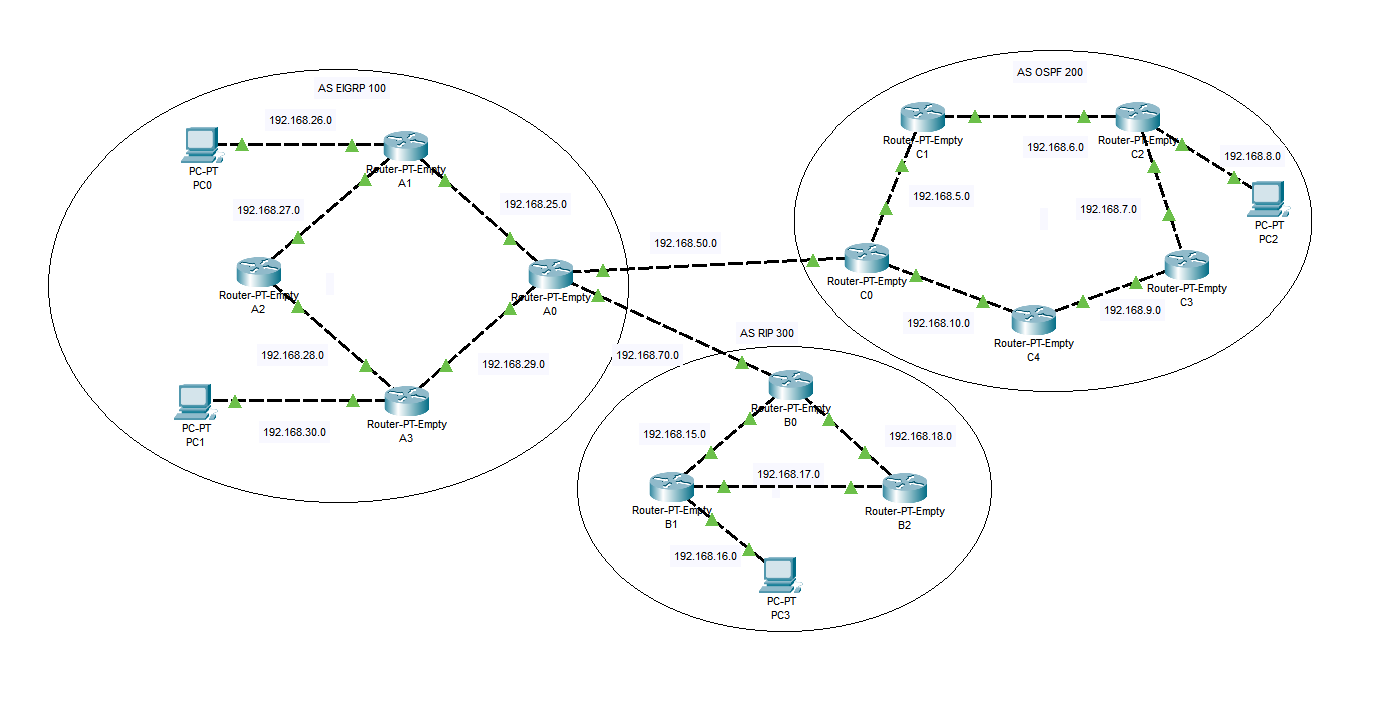 AS EIGRP 100
192.168.26.0
PC-PT
PC0
Router-PT-Empty
A1
192.168.27.0
192.168.25.0
Router-PT-Empty
A2
Router-PT-Empty
A0
192.168.28.0
192.168.29.0
PC-PT
PC1
192.168.30.0
Router-PT-Empty
A3
192.168.50.0
192.168.70.0
AS OSPF 200
Router-PT-Empty
C1
192.168.6.0
Router-PT-Empty
C2
192.168.8.0
PC-PT
PC2
192.168.5.0
192.168.7.0
Router-PT-Empty
C0
Router-PT-Empty
C3
192.168.10.0
192.168.9.0
Router-PT-Empty
C4
AS RIP 300
Router-PT-Empty
B0
192.168.15.0
192.168.18.0
192.168.17.0
Router-PT-Empty
B1
Router-PT-Empty
B2
192.168.16.0
PC-PT
PC3